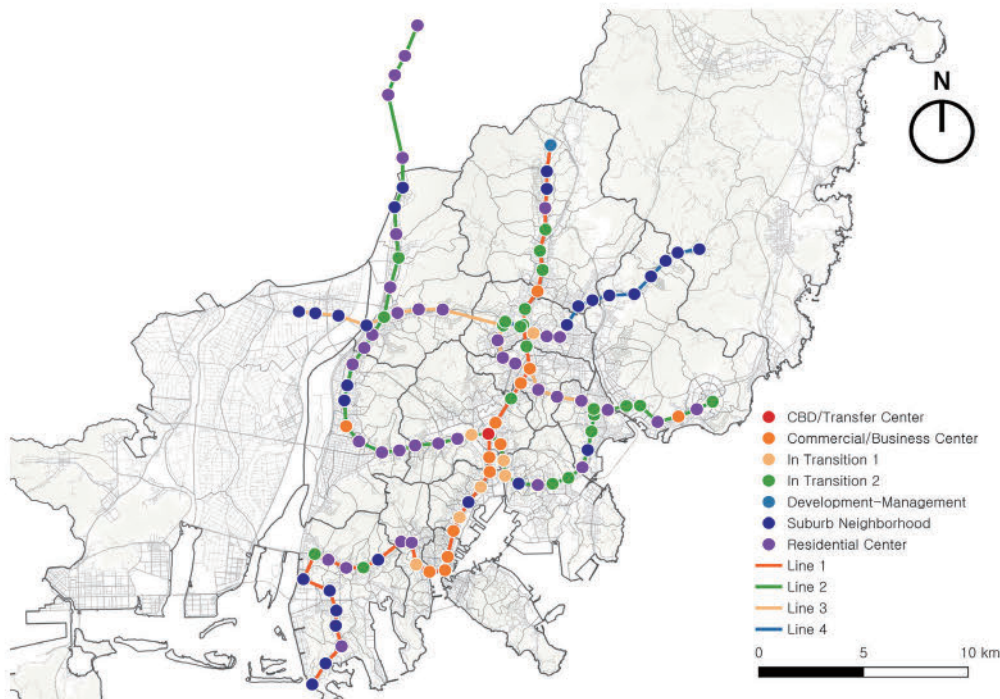 N
CBD/Transfer Center
Commercial/Business Center
In Transition 1
In Transition 2
Development-Management
Suburb Neighborhood
Residential Center
Line 1
Line 2
Line 3
Line 4
0 5 10 km